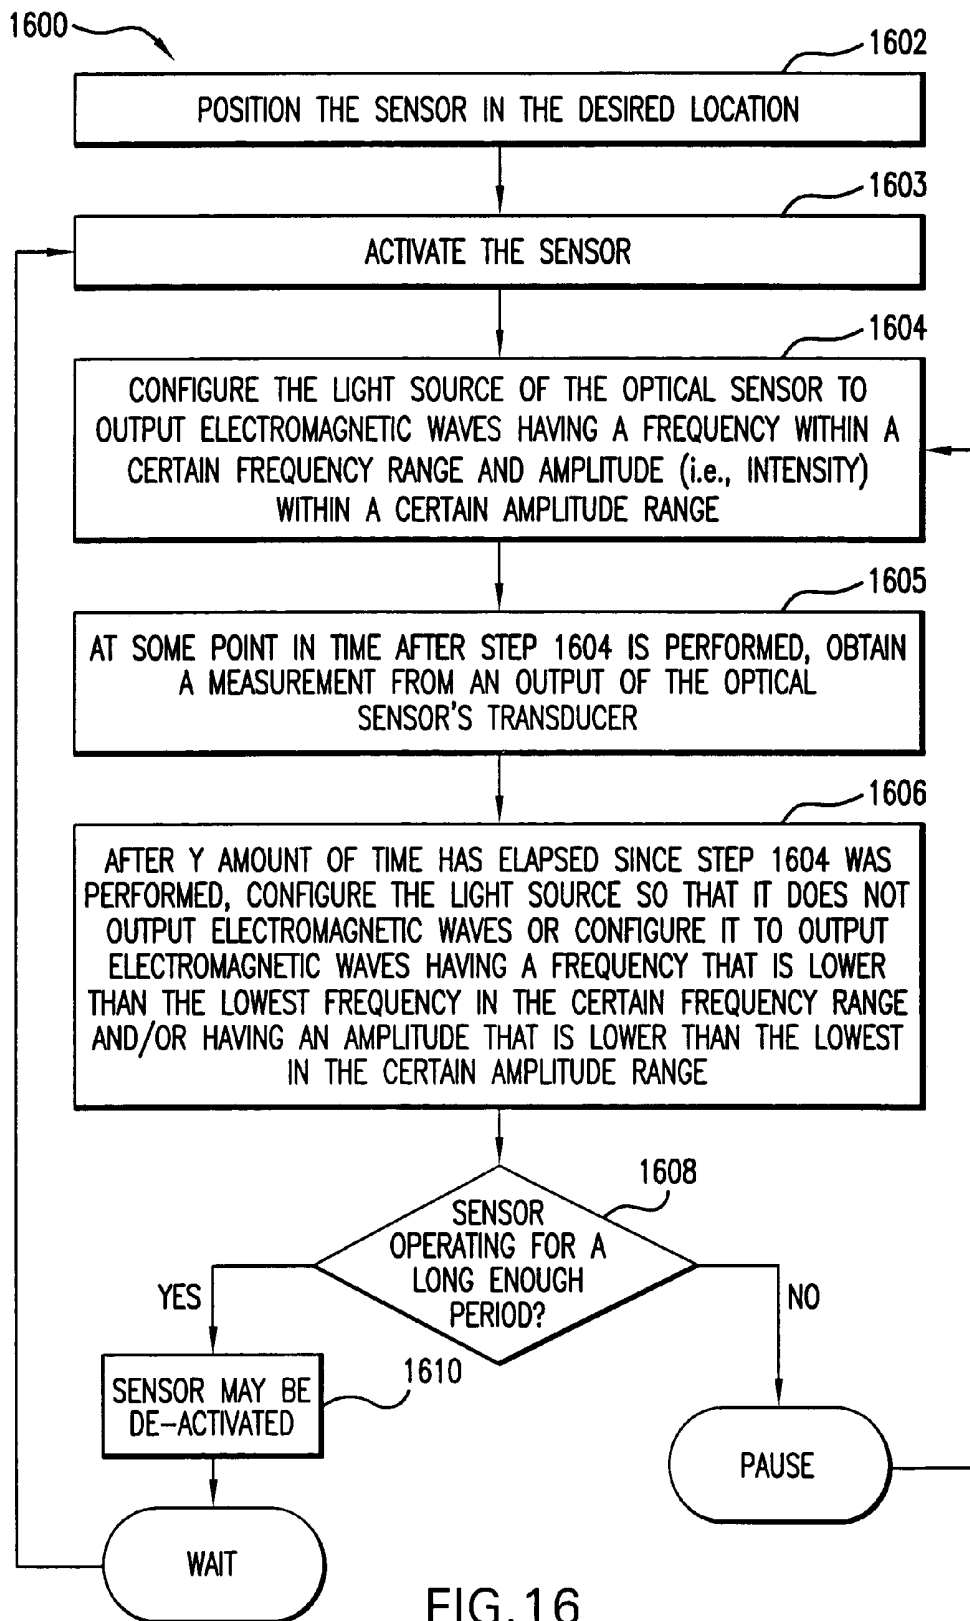 1600
1602
POSITION THE SENSOR IN THE DESIRED LOCATION
1603
ACTIVATE THE SENSOR
1604
CONFIGURE THE LIGHT SOURCE OF THE OPTICAL SENSOR TO
OUTPUT ELECTROMAGNETIC WAVES HAVING A FREQUENCY WITHIN A
CERTAIN FREQUENCY RANGE AND AMPLITUDE (i.e., INTENSITY)
WITHIN A CERTAIN AMPLITUDE RANGE
1605
AT SOME POINT IN TIME AFTER STEP 1604 IS PERFORMED, OBTAIN
A MEASUREMENT FROM AN OUTPUT OF THE OPTICAL
SENSOR'S TRANSDUCER
1606
AFTER Y AMOUNT OF TIME HAS ELAPSED SINCE STEP 1604 WAS
PERFORMED, CONFIGURE THE LIGHT SOURCE SO THAT IT DOES NOT
OUTPUT ELECTROMAGNETIC WAVES OR CONFIGURE IT TO OUTPUT
ELECTROMAGNETIC WAVES HAVING A FREQUENCY THAT IS LOWER
THAN THE LOWEST FREQUENCY IN THE CERTAIN FREQUENCY RANGE
AND/OR HAVING AN AMPLITUDE THAT IS LOWER THAN THE LOWEST
IN THE CERTAIN AMPLITUDE RANGE
1608
SENSOR
OPERATING FOR A
LONG ENOUGH
PERIOD?
YES
NO
1610
SENSOR MAY BE
DE-ACTIVATED
PAUSE
WAIT
FIG.16